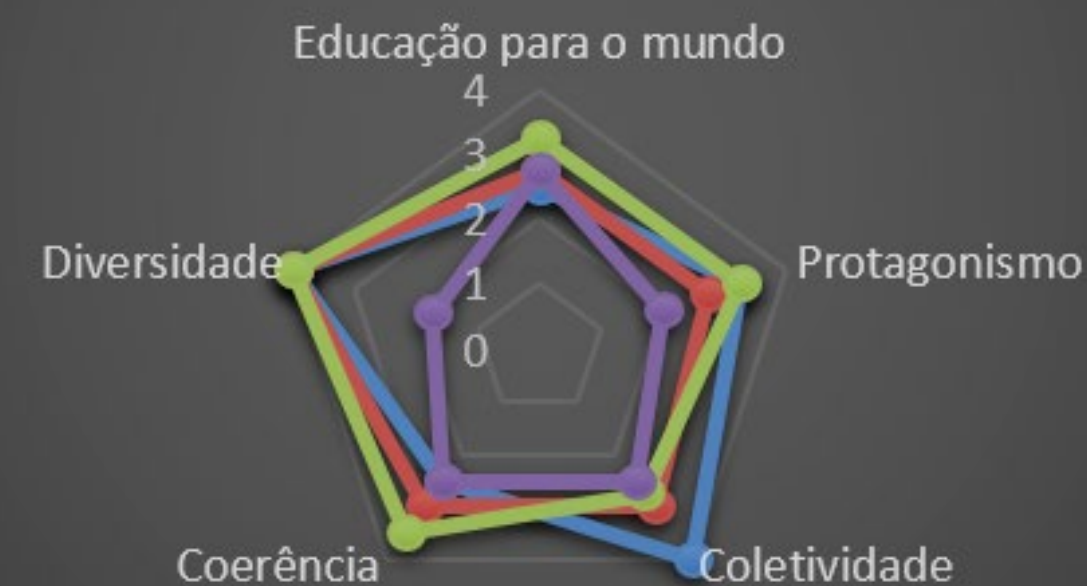 Educação para o mundo
4
3
2
1
0
Diversidade
Protagonismo
Coerência
Coletividade